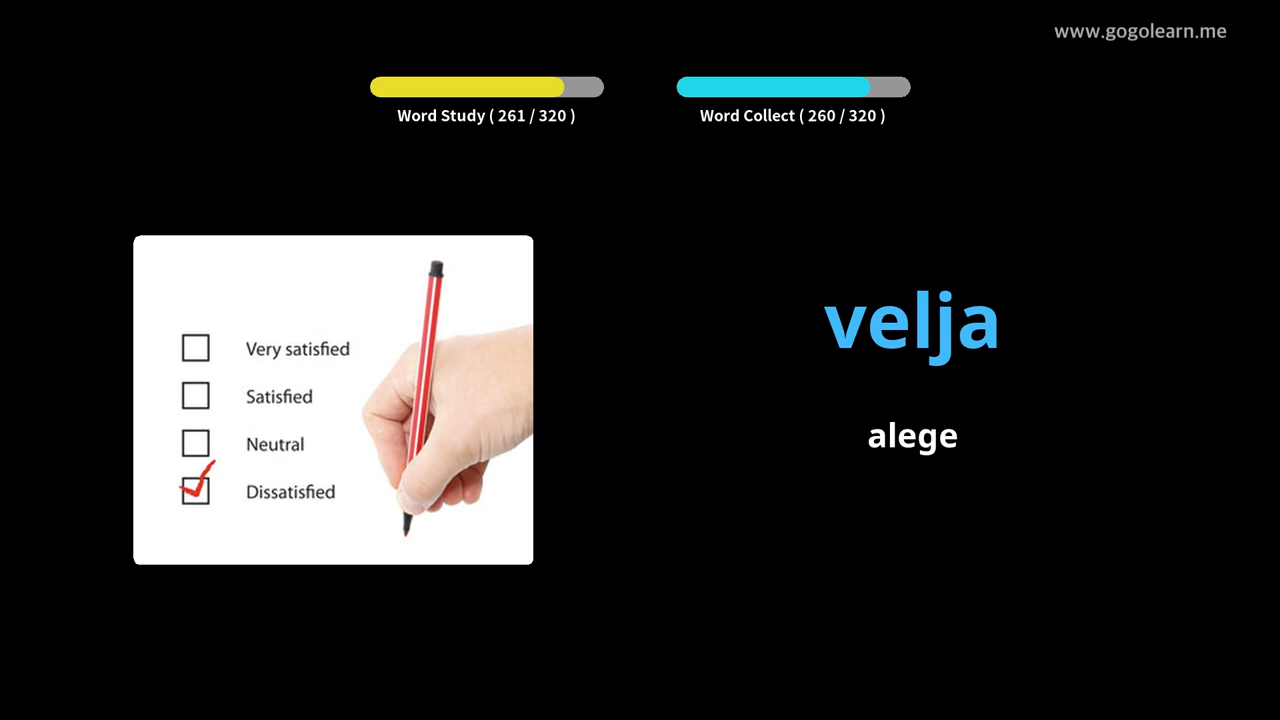 www.gogolearn.me
Word Study ( 261 / 320 )
Word Collect ( 260 / 320 )
Very satisfied
Satisfied
Neutral
Dissatisfied
velja
alege